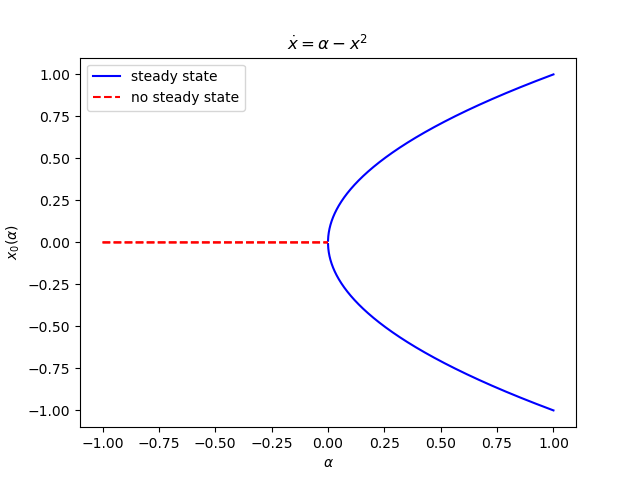 ẋ = α − x²
steady state
no steady state
1.00
0.75
0.50
0.25
0.00
−0.25
−0.50
−0.75
−1.00
x₀(α)
−1.00 −0.75 −0.50 −0.25 0.00 0.25 0.50 0.75 1.00
α